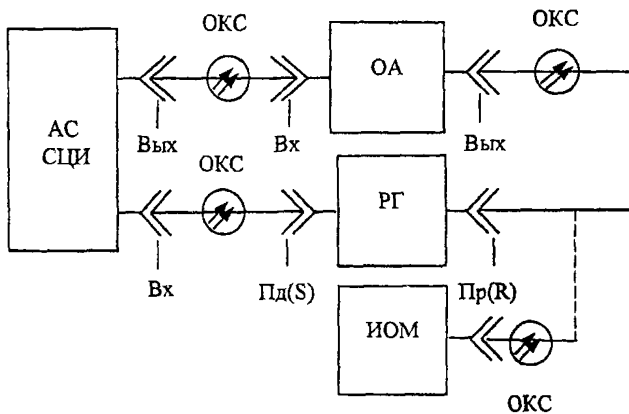 ОКС
ОКС
ОА
АС
СЦИ
Вых
Вх
Вых
ОКС
РГ
Вх
Пд(S)
Пр(R)
ИОМ
ОКС